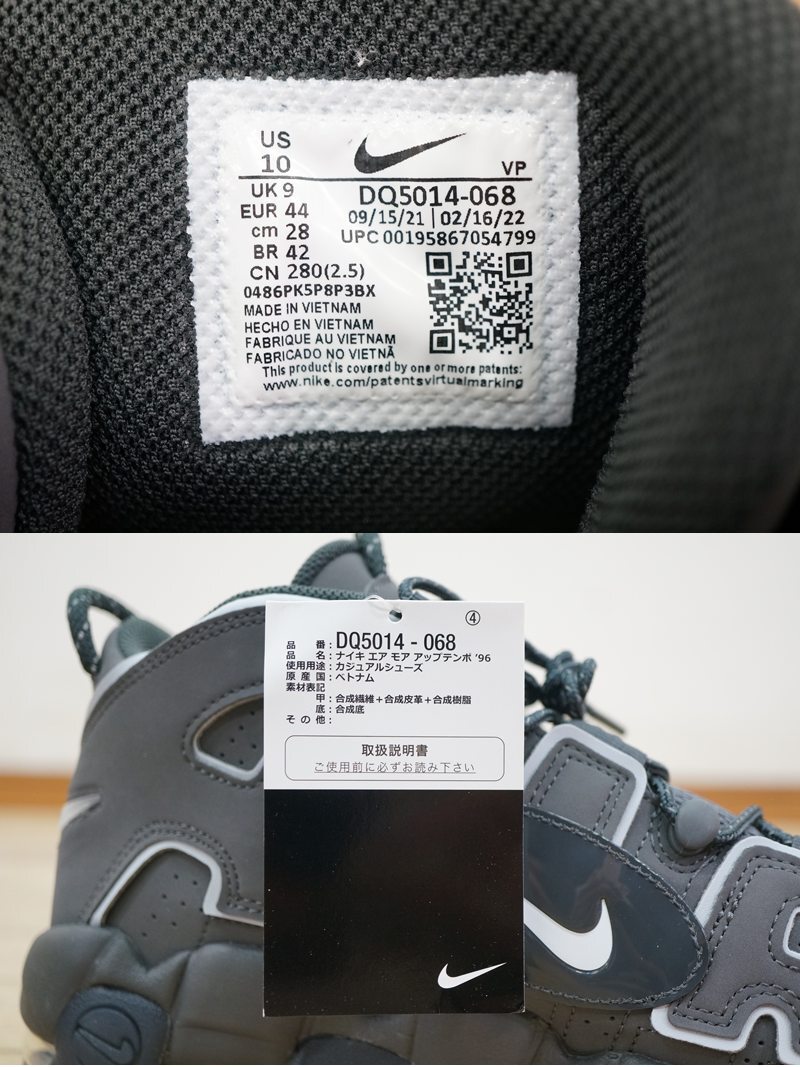 US
10
VP
UK 9
EUR 44
cm 28
BR 42
CN 280(2.5)
DQ5014-068
09/15/21 | 02/16/22
UPC 00195867054799
0486PK5P8P3BX
MADE IN VIETNAM
HECHO EN VIETNAM
FABRIQUE AU VIETNAM
FABRICADO NO VIETNÃ
This product is covered by one or more patents:
www.nike.com/patentsvirtualmarking
④
品番：DQ5014 - 068
品名：ナイキ エア モア アップテンポ '96
使用用途：カジュアルシューズ
原産国：ベトナム
素材表記
甲：合成繊維＋合成皮革＋合成樹脂
底：合成底
その他：
取扱説明書
ご使用前に必ずお読み下さい